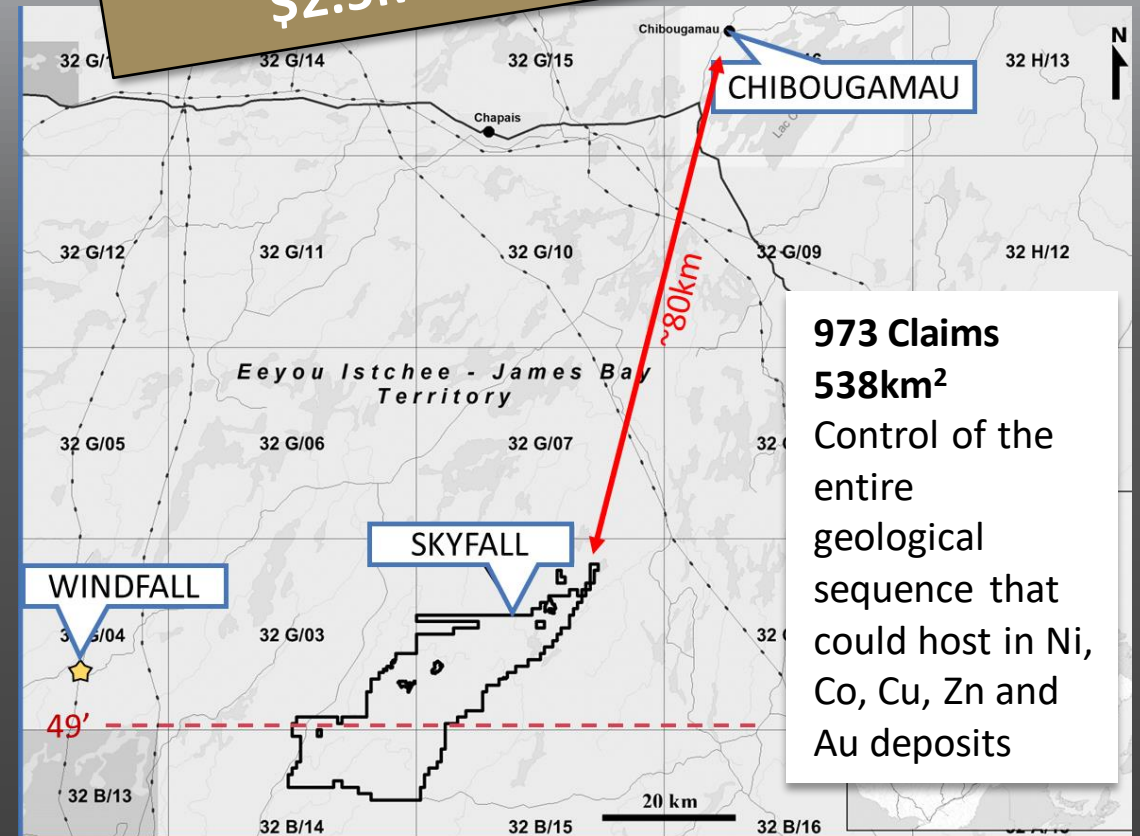 Chibougamau
N
32 G/14
32 G/15
32 H/13
CHIBOUGAMAU
Chapais
32 G/12
32 G/11
32 G/10
32 G/09
32 H/12
~80km
973 Claims
538km²
Control of the
entire
geological
sequence that
could host in Ni,
Co, Cu, Zn and
Au deposits
Eeyou Istchee - James Bay
Territory
32 G/05
32 G/06
32 G/07
SKYFALL
WINDFALL
32 G/03
49'
32 B/13
20 km
32 B/14
32 B/15
32 B/16